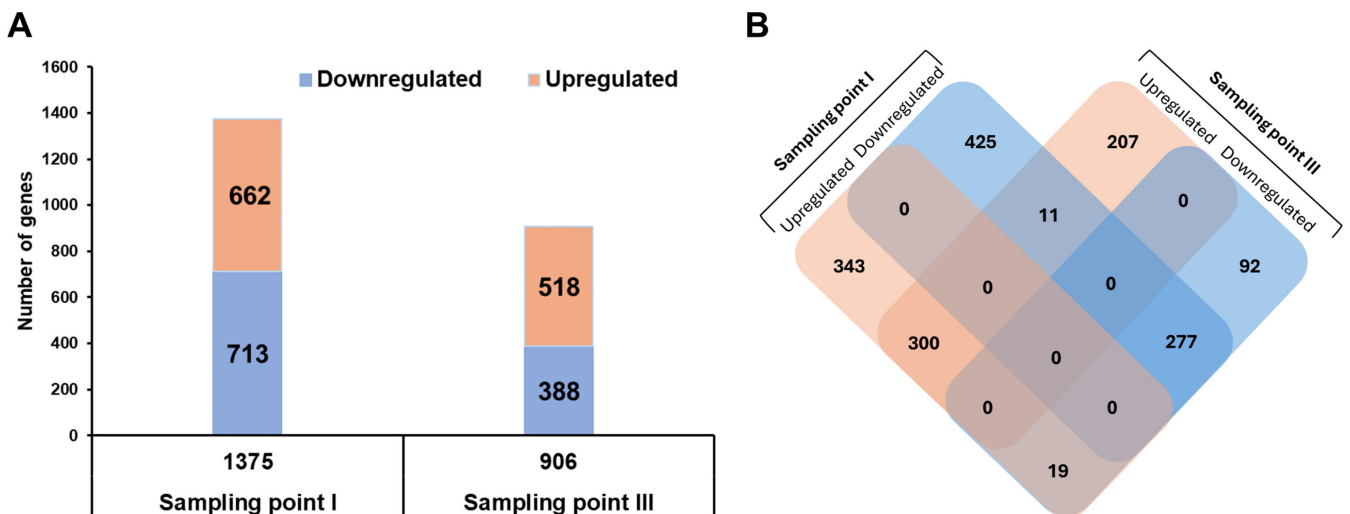 A
Number of genes
1600
1400
1200
1000
800
600
400
200
0
Downregulated Upregulated
662
713
518
388
1375 906
Sampling point I Sampling point III
B
Sampling point I
Upregulated Downregulated
Sampling point III
Upregulated Downregulated
425 207
0 11 0
343 0 0 92
300 0 277
0 0
19